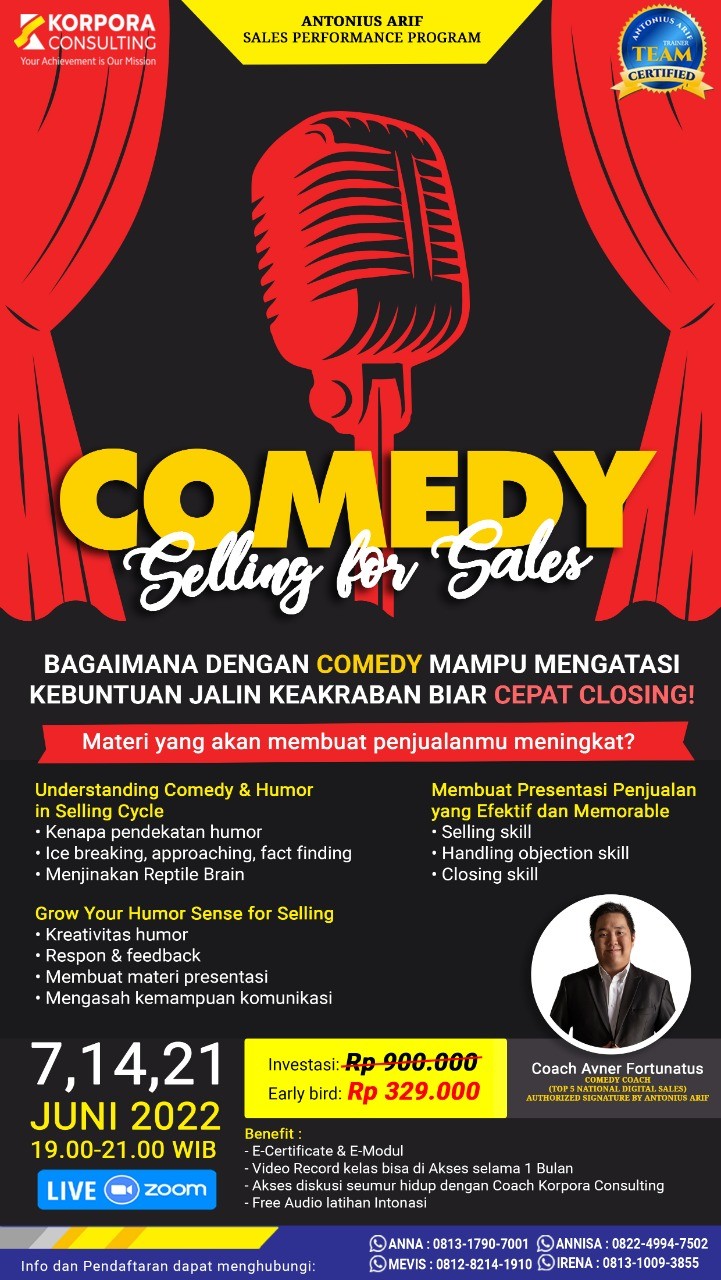 KORPORA
CONSULTING
Your Achievement is Our Mission
ANTONIUS ARIF
SALES PERFORMANCE PROGRAM
ANTONIUS ARIF
TRAINER
TEAM
CERTIFIED
COMEDY
Selling for Sales
BAGAIMANA DENGAN COMEDY MAMPU MENGATASI
KEBUNTUAN JALIN KEAKRABAN BIAR CEPAT CLOSING!
Materi yang akan membuat penjualanmu meningkat?
Understanding Comedy & Humor
in Selling Cycle
• Kenapa pendekatan humor
• Ice breaking, approaching, fact finding
• Menjinakan Reptile Brain
Membuat Presentasi Penjualan
yang Efektif dan Memorable
• Selling skill
• Handling objection skill
• Closing skill
Grow Your Humor Sense for Selling
• Kreativitas humor
• Respon & feedback
• Membuat materi presentasi
• Mengasah kemampuan komunikasi
7,14,21
JUNI 2022
19.00-21.00 WIB
LIVE zoom
Investasi: Rp 900.000
Early bird: Rp 329.000
Coach Avner Fortunatus
COMEDY COACH
(TOP 5 NATIONAL DIGITAL SALES)
AUTHORIZED SIGNATURE BY ANTONIUS ARIF
Benefit :
- E-Certificate & E-Modul
- Video Record kelas bisa di Akses selama 1 Bulan
- Akses diskusi seumur hidup dengan Coach Korpora Consulting
- Free Audio latihan Intonasi
Info dan Pendaftaran dapat menghubungi:
ANNA : 0813-1790-7001 ANNISA : 0822-4994-7502
MEVIS : 0812-8214-1910 IRENA : 0813-1009-3855